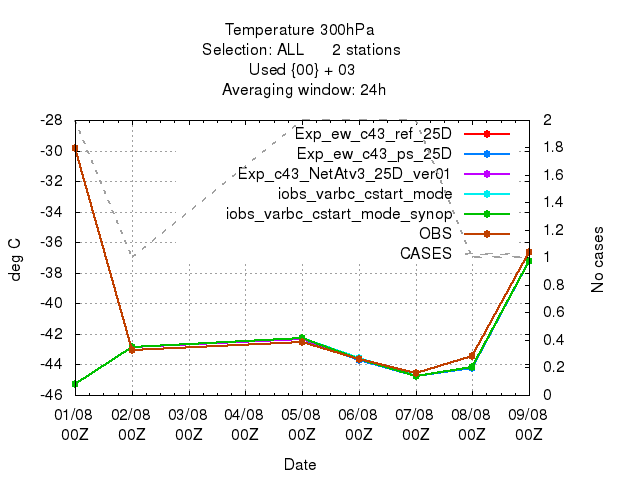 Temperature 300hPa
Selection: ALL 2 stations
Used {00} + 03
Averaging window: 24h
-28
-30
-32
-34
-36
-38
-40
-42
-44
-46
deg C
2
1.8
1.6
1.4
1.2
1
0.8
0.6
0.4
0.2
0
No cases
Exp_ew_c43_ref_25D
Exp_ew_c43_ps_25D
Exp_c43_NetAtv3_25D_ver01
iobs_varbc_cstart_mode
iobs_varbc_cstart_mode_synop
OBS
CASES
01/08 02/08 03/08 04/08 05/08 06/08 07/08 08/08 09/08
00Z 00Z 00Z 00Z 00Z 00Z 00Z 00Z 00Z
Date